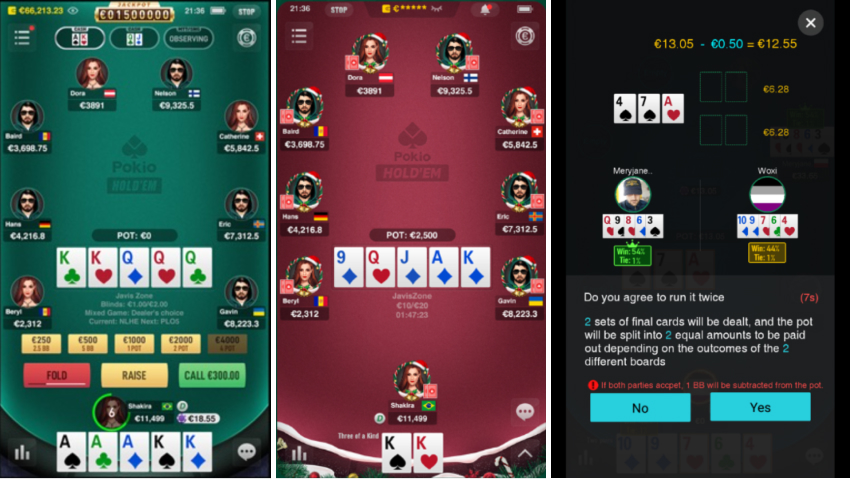 €66,213.23
JACKPOT
€01500000
21:36
STOP
OBSERVING
Dora
€3891
Nelson
€9,325.5
Baird
€3,698.75
Catherine
€5,842.5
Pokio
HOLD'EM
Hans
€4,216.8
Eric
€7,312.5
POT: €0
K K Q Q Q
Beryl
€2,312
Gavin
€8,223.3
Javis Zone
Blinds: €1.00/€2.00
Mixed Game: Dealer's choice
Current: NLHE Next: PLO5
€250
2.5 BB
€500
5 BB
€1000
1 POT
€2000
2 POT
€4000
FOLD
RAISE
CALL €300.00
Shakira
€11,499
€18.55
A A A K K
21:36
STOP
€*****
Dora
€3891
Nelson
€9,325.5
Baird
€3,698.75
Catherine
€5,842.5
Pokio
HOLD'EM
Hans
€4,216.8
Eric
€7,312.5
POT: €2,500
9 Q J A K
Beryl
€2,312
Gavin
€8,223.3
JavisZone
€10/€20
01:47:23
Shakira
€11,499
Three of a Kind
K K
€13.05 - €0.50 = €12.55
4 7 A
€6.28
€6.28
Meryjane..
Woxi
Q 9 8 6 3
10 9 7 6 4
Win: 54%
Tie: 1%
Win: 44%
Tie: 1%
Do you agree to run it twice
(7s)
2 sets of final cards will be dealt, and the pot
will be split into 2 equal amounts to be paid
out depending on the outcomes of the 2
different boards
If both parties accpet, 1 BB will be subtracted from the pot.
No
Yes